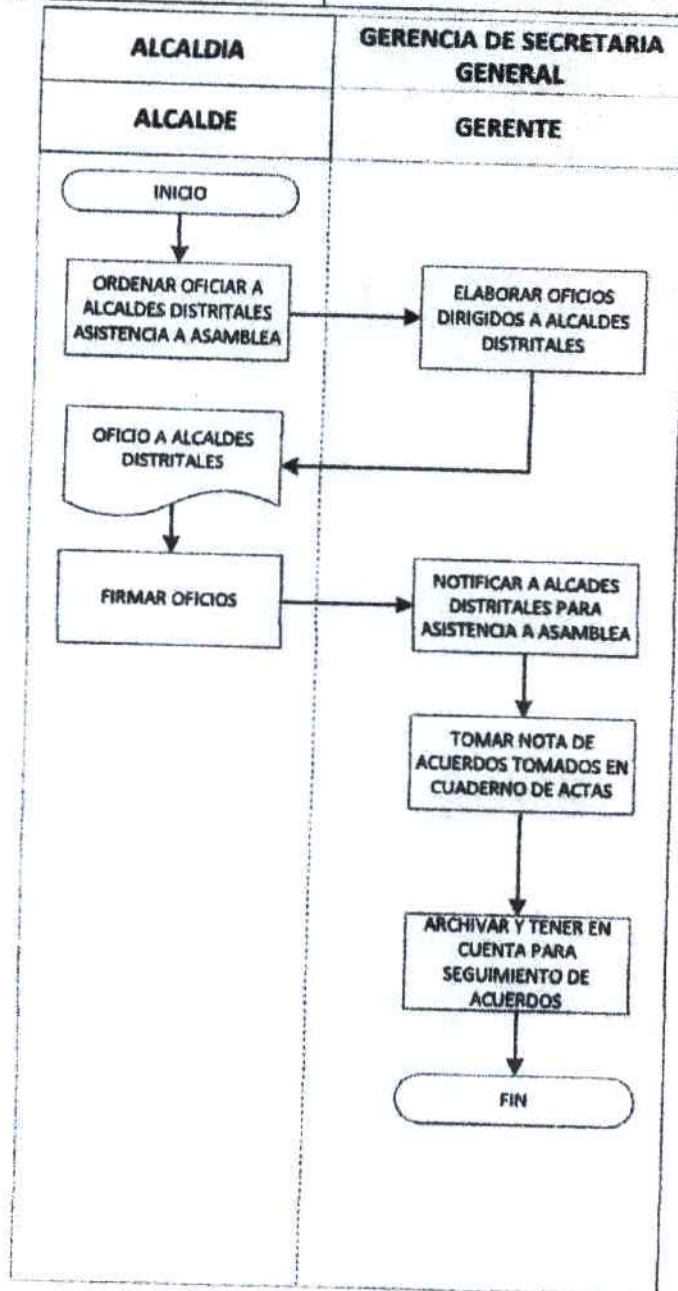 ALCALDIA
GERENCIA DE SECRETARIA
GENERAL
ALCALDE
GERENTE
INICIO
ORDENAR OFICIAR A
ALCALDES DISTRITALES
ASISTENCIA A ASAMBLEA
ELABORAR OFICIOS
DIRIGIDOS A ALCALDES
DISTRITALES
OFICIO A ALCALDES
DISTRITALES
FIRMAR OFICIOS
NOTIFICAR A ALCADES
DISTRITALES PARA
ASISTENCIA A ASAMBLEA
TOMAR NOTA DE
ACUERDOS TOMADOS EN
CUADERNO DE ACTAS
ARCHIVAR Y TENER EN
CUENTA PARA
SEGUIMIENTO DE
ACUERDOS
FIN